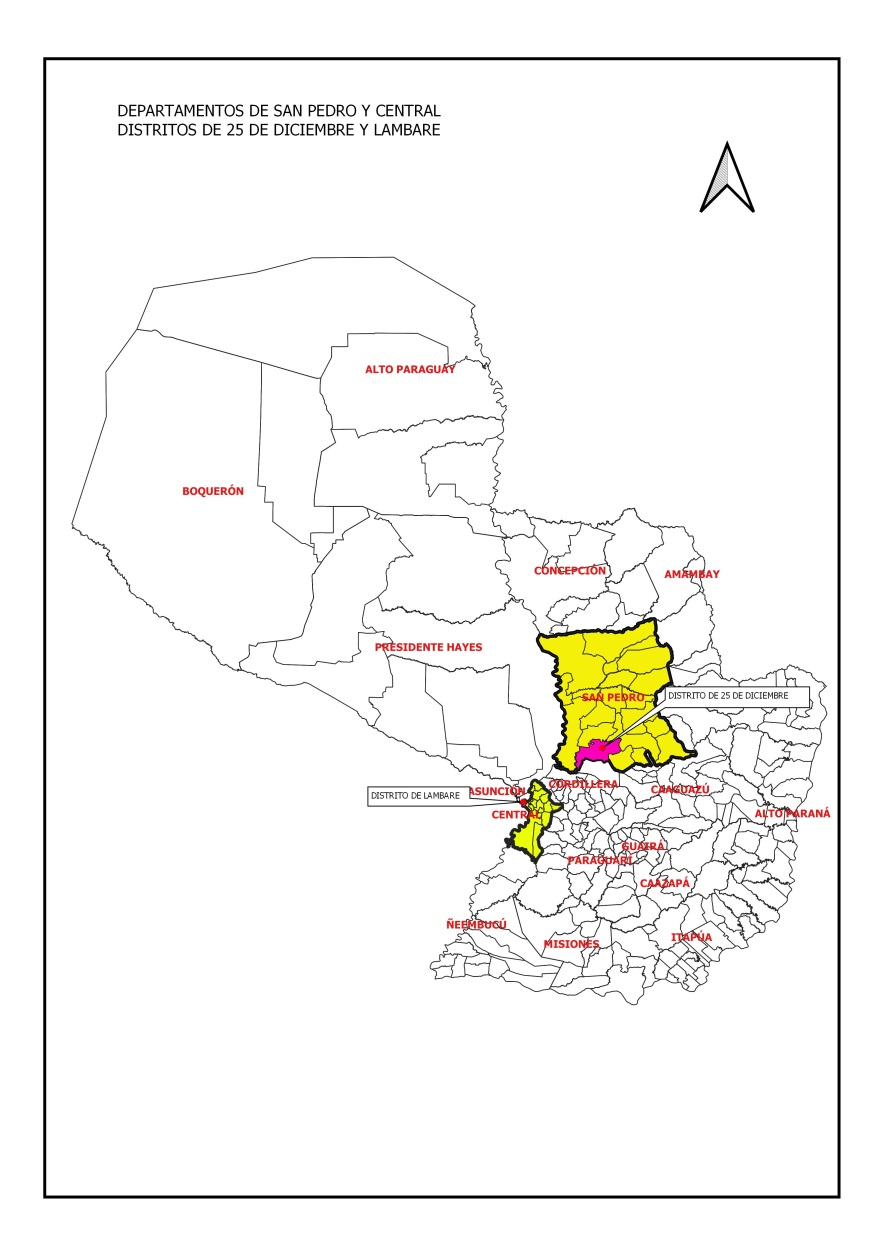 DEPARTAMENTOS DE SAN PEDRO Y CENTRAL
DISTRITOS DE 25 DE DICIEMBRE Y LAMBARE
ALTO PARAGUAY
BOQUERÓN
CONCEPCIÓN
AMAMBAY
PRESIDENTE HAYES
SAN PEDRO
DISTRITO DE 25 DE DICIEMBRE
CORDILLERA
ASUNCIÓN
CAAGUAZÚ
DISTRITO DE LAMBARE
CENTRAL
ALTO PARANÁ
GUAIRÁ
PARAGUARÍ
CAAZAPÁ
ÑEEMBUCÚ
ITAPÚA
MISIONES